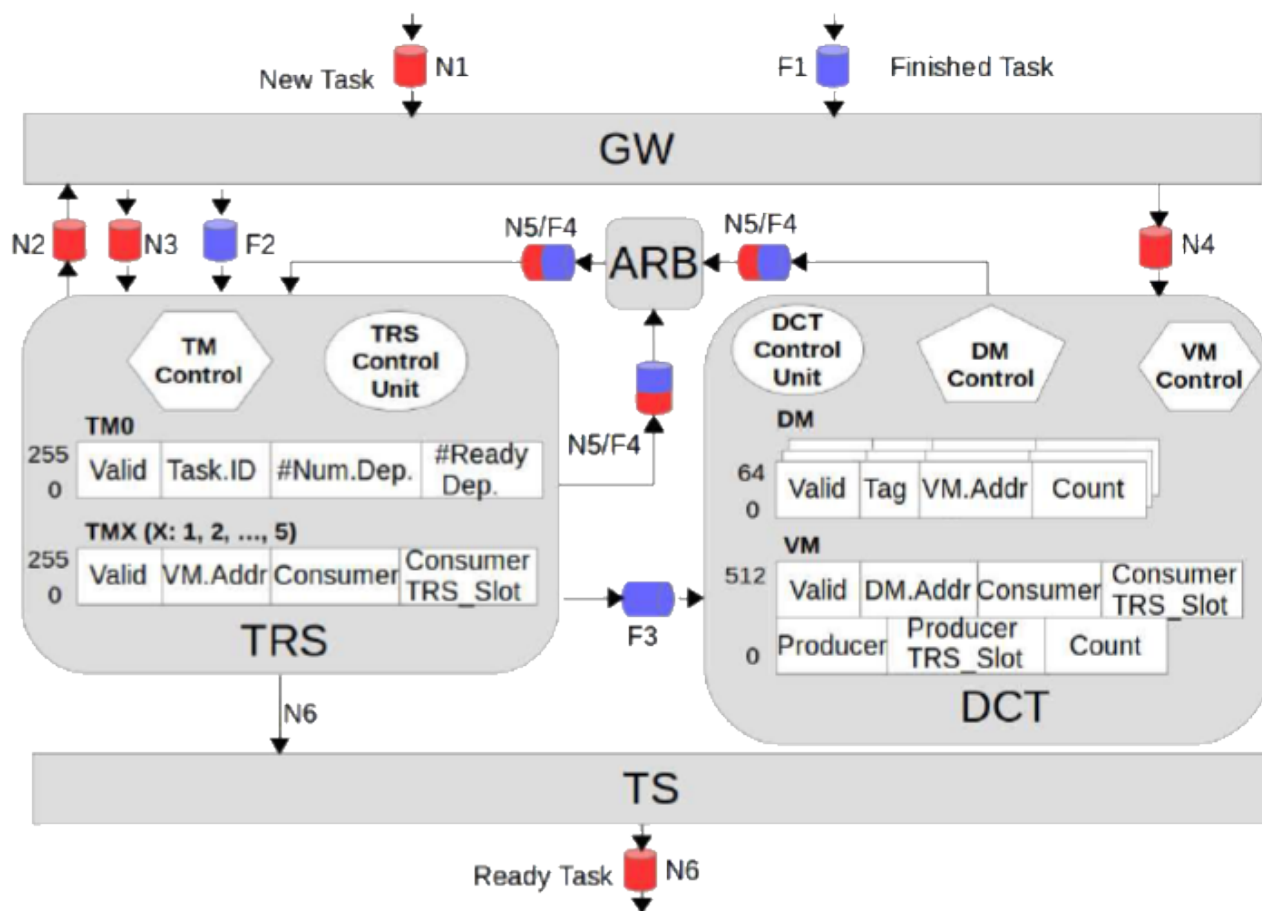 New Task
N1
F1
Finished Task
GW
N2
N3
F2
N5/F4
ARB
N5/F4
N4
TM
Control
TRS
Control
Unit
N5/F4
TM0
255
0
Valid
Task.ID
#Num.Dep.
#Ready
Dep.
TMX (X: 1, 2, ..., 5)
255
0
Valid
VM.Addr
Consumer
Consumer
TRS_Slot
TRS
F3
DCT
Control
Unit
DM
Control
VM
Control
DM
64
0
Valid
Tag
VM.Addr
Count
VM
512
0
Valid
DM.Addr
Consumer
Consumer
TRS_Slot
Producer
Producer
TRS_Slot
Count
DCT
N6
TS
Ready Task
N6